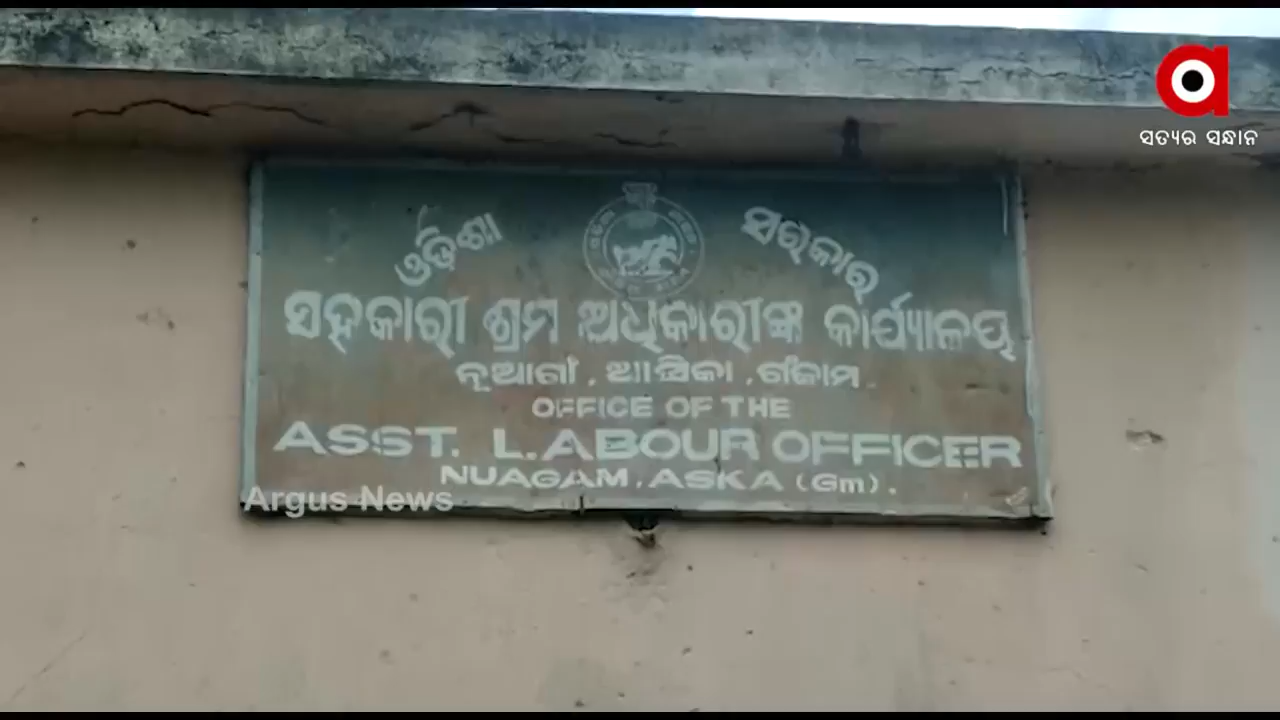 ସତ୍ୟର ସନ୍ଧାନ
ଓଡ଼ିଶା ସରକାର
ସହକାରୀ ଶ୍ରମ ଅଧିକାରୀଙ୍କ କାର୍ଯ୍ୟାଳୟ
ନୂଆଗାଁ , ଆସ୍କିକା , ଗଂଜାମ .
OFFICE OF THE
ASST. LABOUR OFFICER
NUAGAM, ASKA (Gm).
Argus News